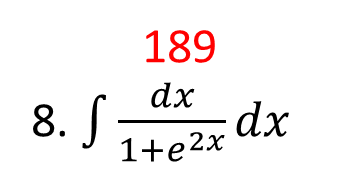 189
8. ∫ dx/(1+e^{2x}) dx